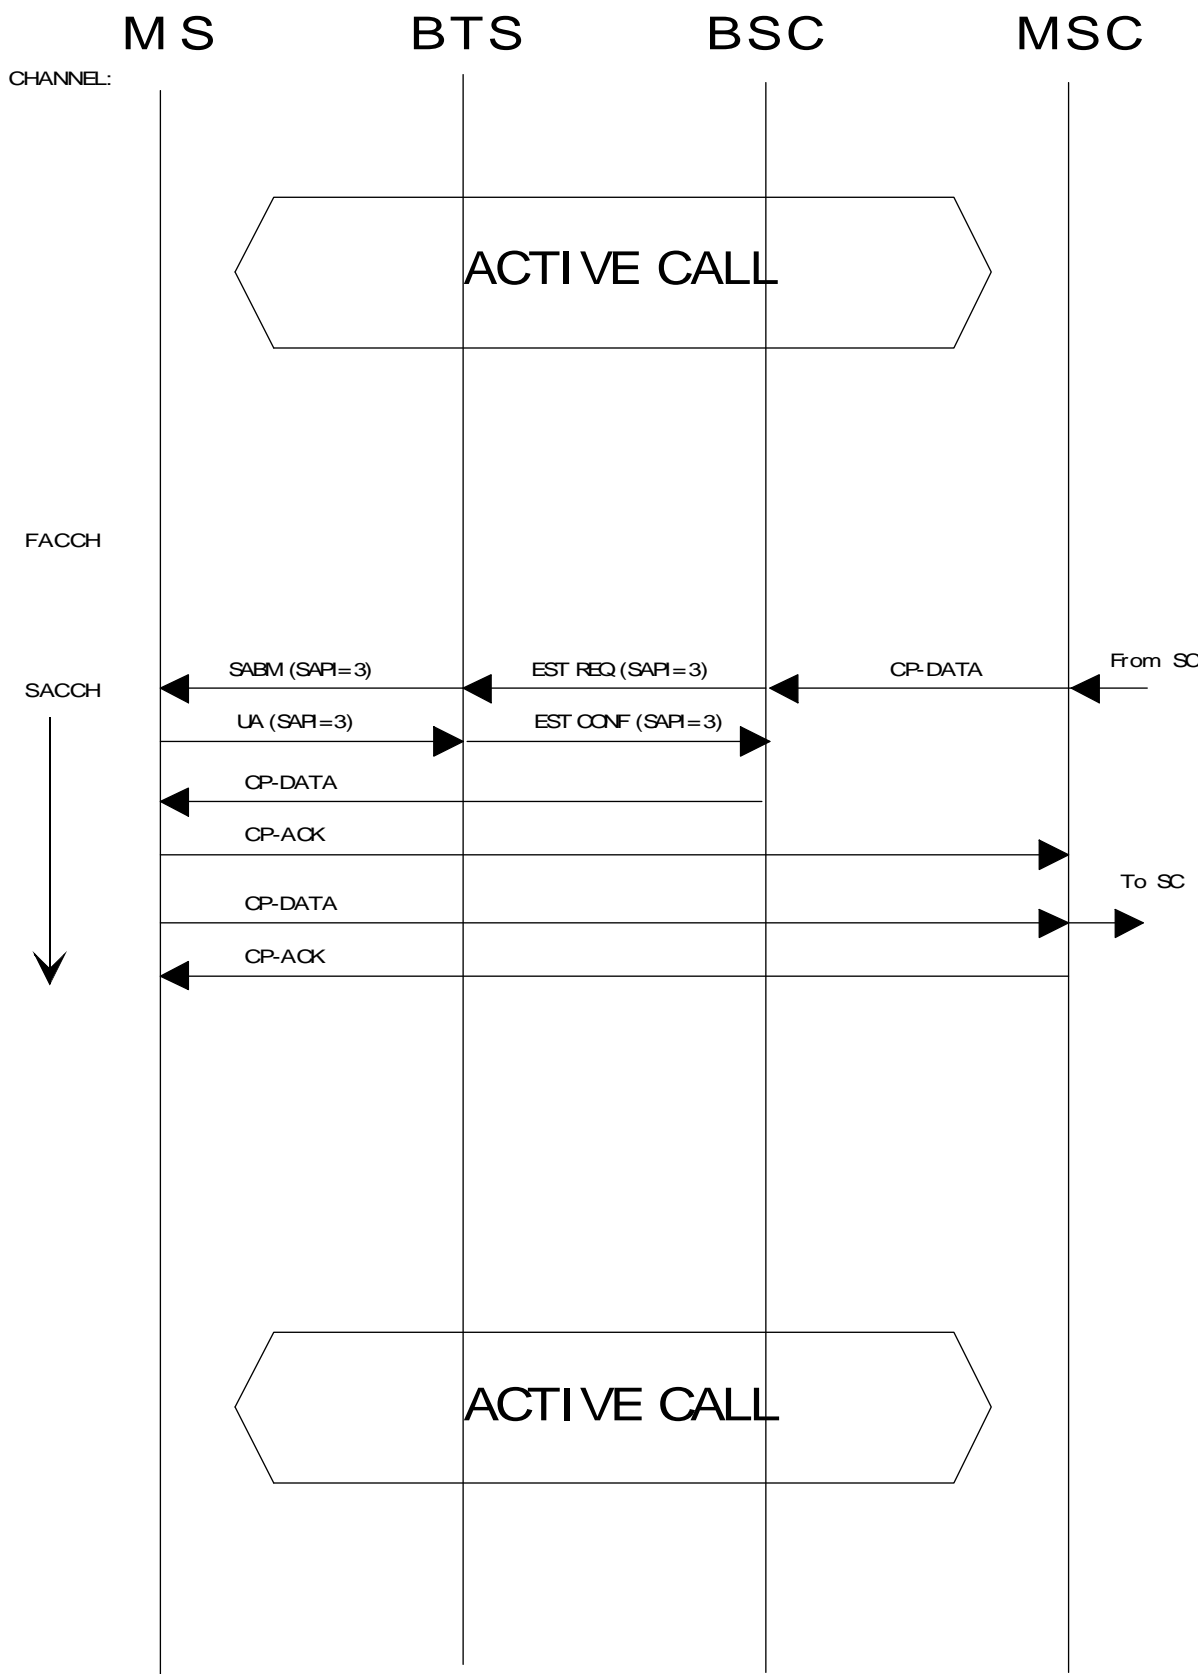 MS BTS BSC MSC
CHANNEL:
ACTIVE CALL
FACCH
SABM (SAPI=3) EST REQ (SAPI=3) CP-DATA From SC
SACCH
UA (SAPI=3) EST CONF (SAPI=3)
CP-DATA
CP-ACK
To SC
CP-DATA
CP-ACK
ACTIVE CALL